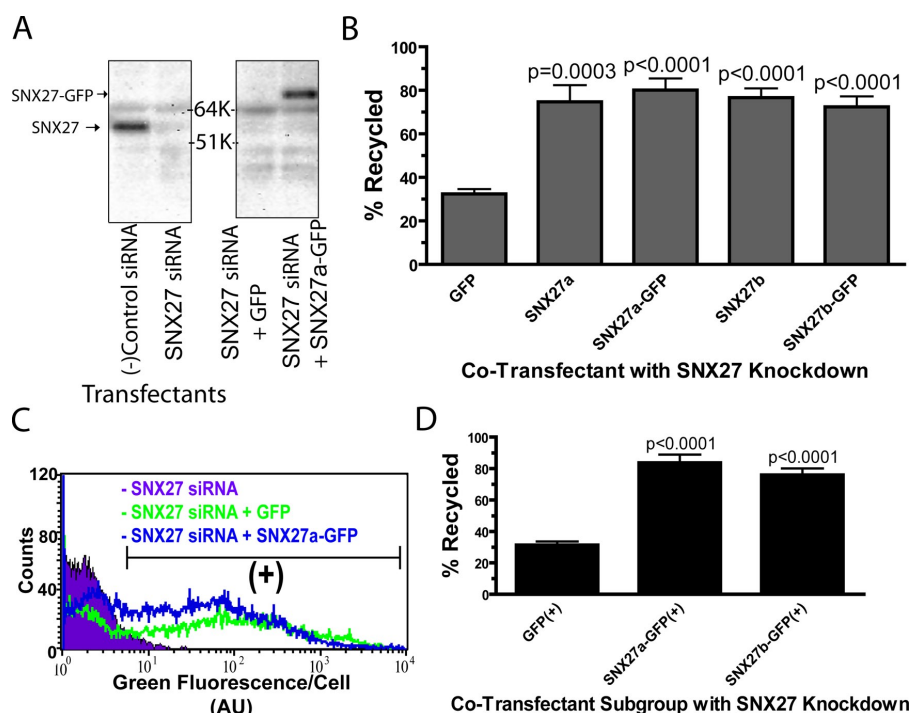 A
SNX27-GFP
SNX27
-64K-
-51K-
(-)Control siRNA
SNX27 siRNA
SNX27 siRNA
+ GFP
SNX27 siRNA
+ SNX27a-GFP
Transfectants
B
% Recycled
100
80
60
40
20
0
p=0.0003
p<0.0001
p<0.0001
p<0.0001
GFP
SNX27a
SNX27a-GFP
SNX27b
SNX27b-GFP
Co-Transfectant with SNX27 Knockdown
C
Counts
120
80
40
0
- SNX27 siRNA
- SNX27 siRNA + GFP
- SNX27 siRNA + SNX27a-GFP
(+)
10^0
10^1
10^2
10^3
10^4
Green Fluorescence/Cell
(AU)
D
% Recycled
100
80
60
40
20
0
p<0.0001
p<0.0001
GFP(+)
SNX27a-GFP(+)
SNX27b-GFP(+)
Co-Transfectant Subgroup with SNX27 Knockdown